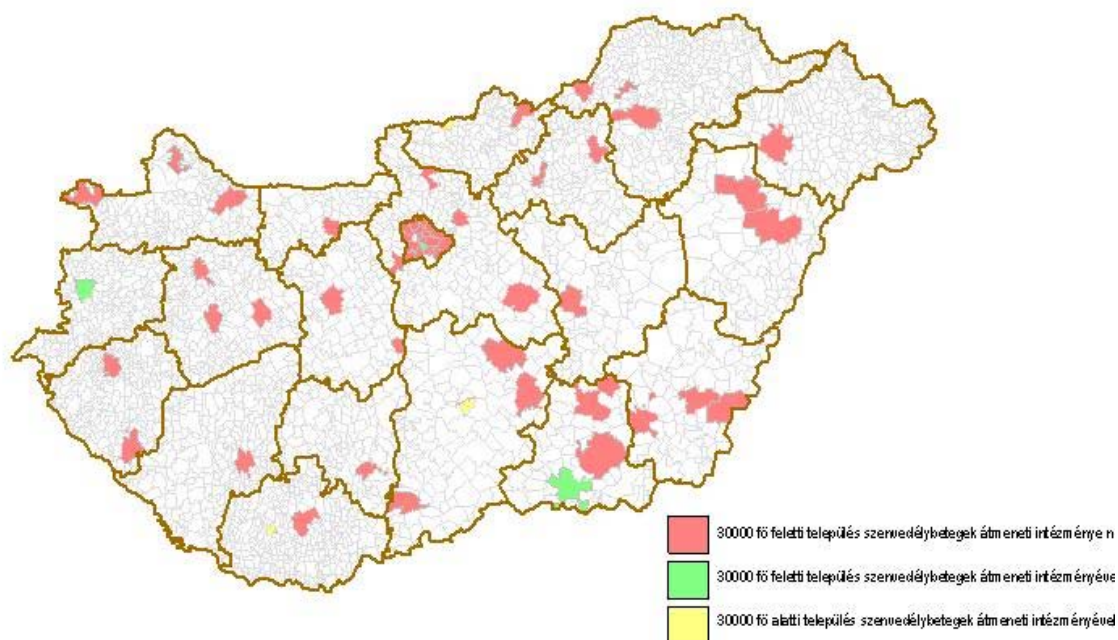 30000 fő feletti település szenvedélybetegek átmeneti intézménye n
30000 fő feletti település szenvedélybetegek átmeneti intézményéve
30000 fő alatti település szenvedélybetegek átmeneti intézményével